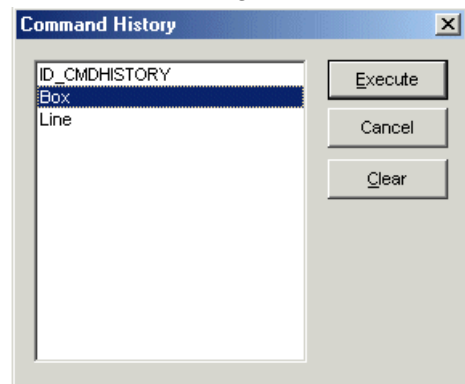 Command History
ID_CMDHISTORY
Box
Line
Execute
Cancel
Clear